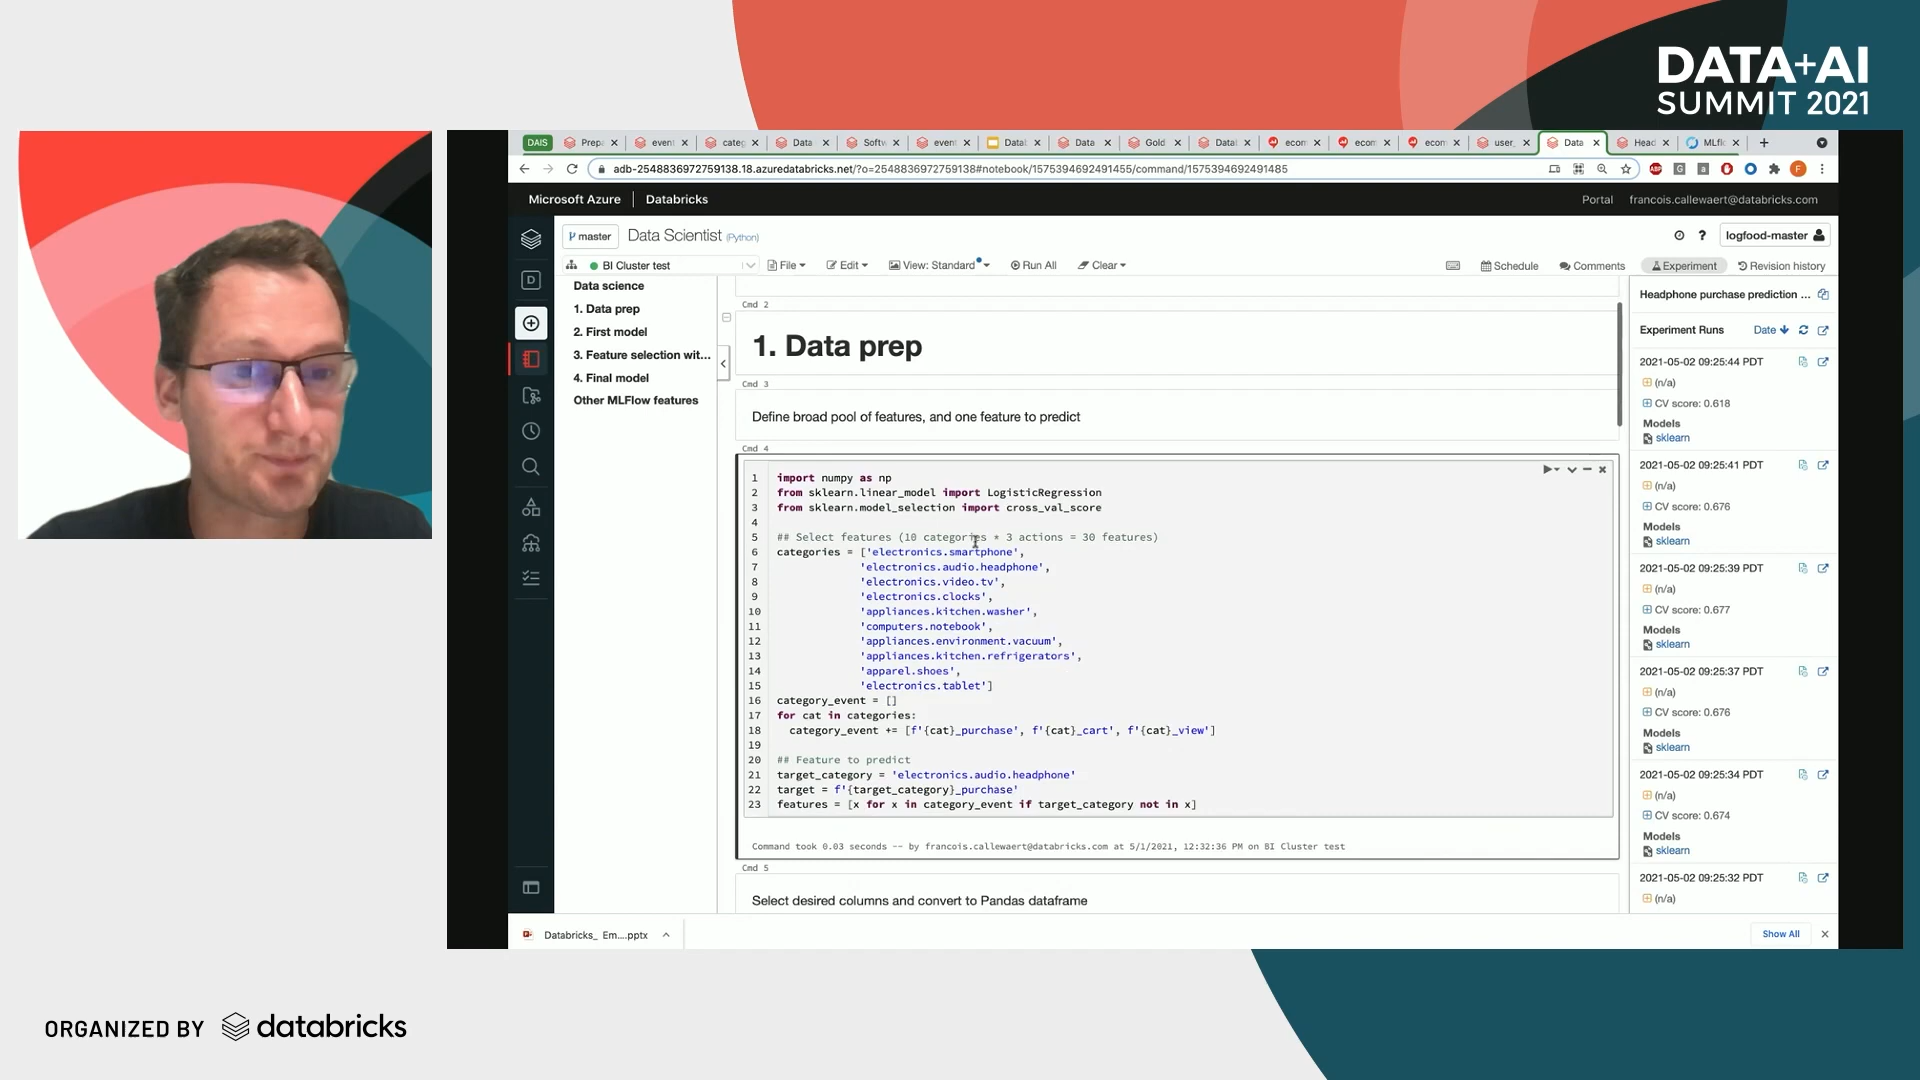 DATA+AI
SUMMIT 2021
DAIS
Prep
event
categ
Data
Softw
event
Data
Gold
econ
econ
econ
user_
Data
Head
MLfl
adb-2548836972759138.18.azuredatabricks.net/?o=2548836972759138#notebook/1575394692491455/command/1575394692491485
Microsoft Azure
Databricks
Portal
francois.callewaert@databricks.com
master
Data Scientist (Python)
logfood-master
BI Cluster test
File
Edit
View: Standard
Run All
Clear
Schedule
Comments
Experiment
Revision history
Data science
1. Data prep
2. First model
3. Feature selection wit...
4. Final model
Other MLFlow features
Cmd 2
1. Data prep
Cmd 3
Define broad pool of features, and one feature to predict
Cmd 4
1 import numpy as np
2 from sklearn.linear_model import LogisticRegression
3 from sklearn.model_selection import cross_val_score
4
5 ## Select features (10 categories * 3 actions = 30 features)
6 categories = ['electronics.smartphone',
7 'electronics.audio.headphone',
8 'electronics.video.tv',
9 'electronics.clocks',
10 'appliances.kitchen.washer',
11 'computers.notebook',
12 'appliances.environment.vacuum',
13 'appliances.kitchen.refrigerators',
14 'apparel.shoes',
15 'electronics.tablet']
16 category_event = []
17 for cat in categories:
18 category_event += [f'{cat}_purchase', f'{cat}_cart', f'{cat}_view']
19
20 ## Feature to predict
21 target_category = 'electronics.audio.headphone'
22 target = f'{target_category}_purchase'
23 features = [x for x in category_event if target_category not in x]
Command took 0.03 seconds -- by francois.callewaert@databricks.com at 5/1/2021, 12:32:36 PM on BI Cluster test
Cmd 5
Select desired columns and convert to Pandas dataframe
Headphone purchase prediction ...
Experiment Runs
Date
2021-05-02 09:25:44 PDT
(n/a)
CV score: 0.618
Models
sklearn
2021-05-02 09:25:41 PDT
(n/a)
CV score: 0.676
Models
sklearn
2021-05-02 09:25:39 PDT
(n/a)
CV score: 0.677
Models
sklearn
2021-05-02 09:25:37 PDT
(n/a)
CV score: 0.676
Models
sklearn
2021-05-02 09:25:34 PDT
(n/a)
CV score: 0.674
Models
sklearn
2021-05-02 09:25:32 PDT
(n/a)
Databricks_ Em....pptx
Show All
ORGANIZED BY databricks